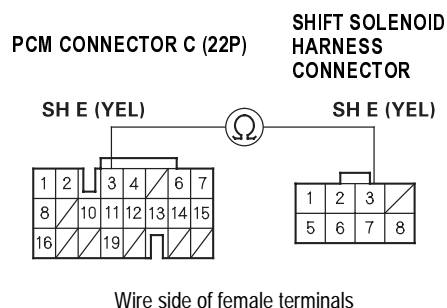 PCM CONNECTOR C (22P)
SHIFT SOLENOID
HARNESS
CONNECTOR
SH E (YEL)
SH E (YEL)
Ω
1 2 3 4 6 7
8 10 11 12 13 14 15
16 19
1 2 3
5 6 7 8
Wire side of female terminals